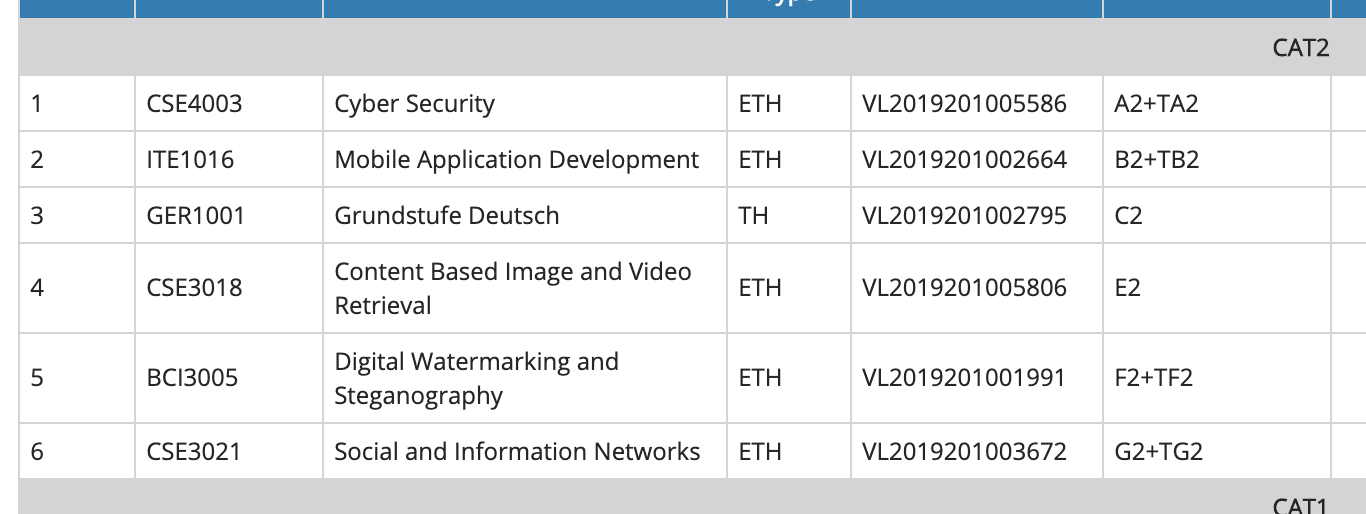 CAT2
1 CSE4003 Cyber Security ETH VL2019201005586 A2+TA2
2 ITE1016 Mobile Application Development ETH VL2019201002664 B2+TB2
3 GER1001 Grundstufe Deutsch TH VL2019201002795 C2
4 CSE3018 Content Based Image and Video ETH VL2019201005806 E2
Retrieval
5 BCI3005 Digital Watermarking and ETH VL2019201001991 F2+TF2
Steganography
6 CSE3021 Social and Information Networks ETH VL2019201003672 G2+TG2
CAT1